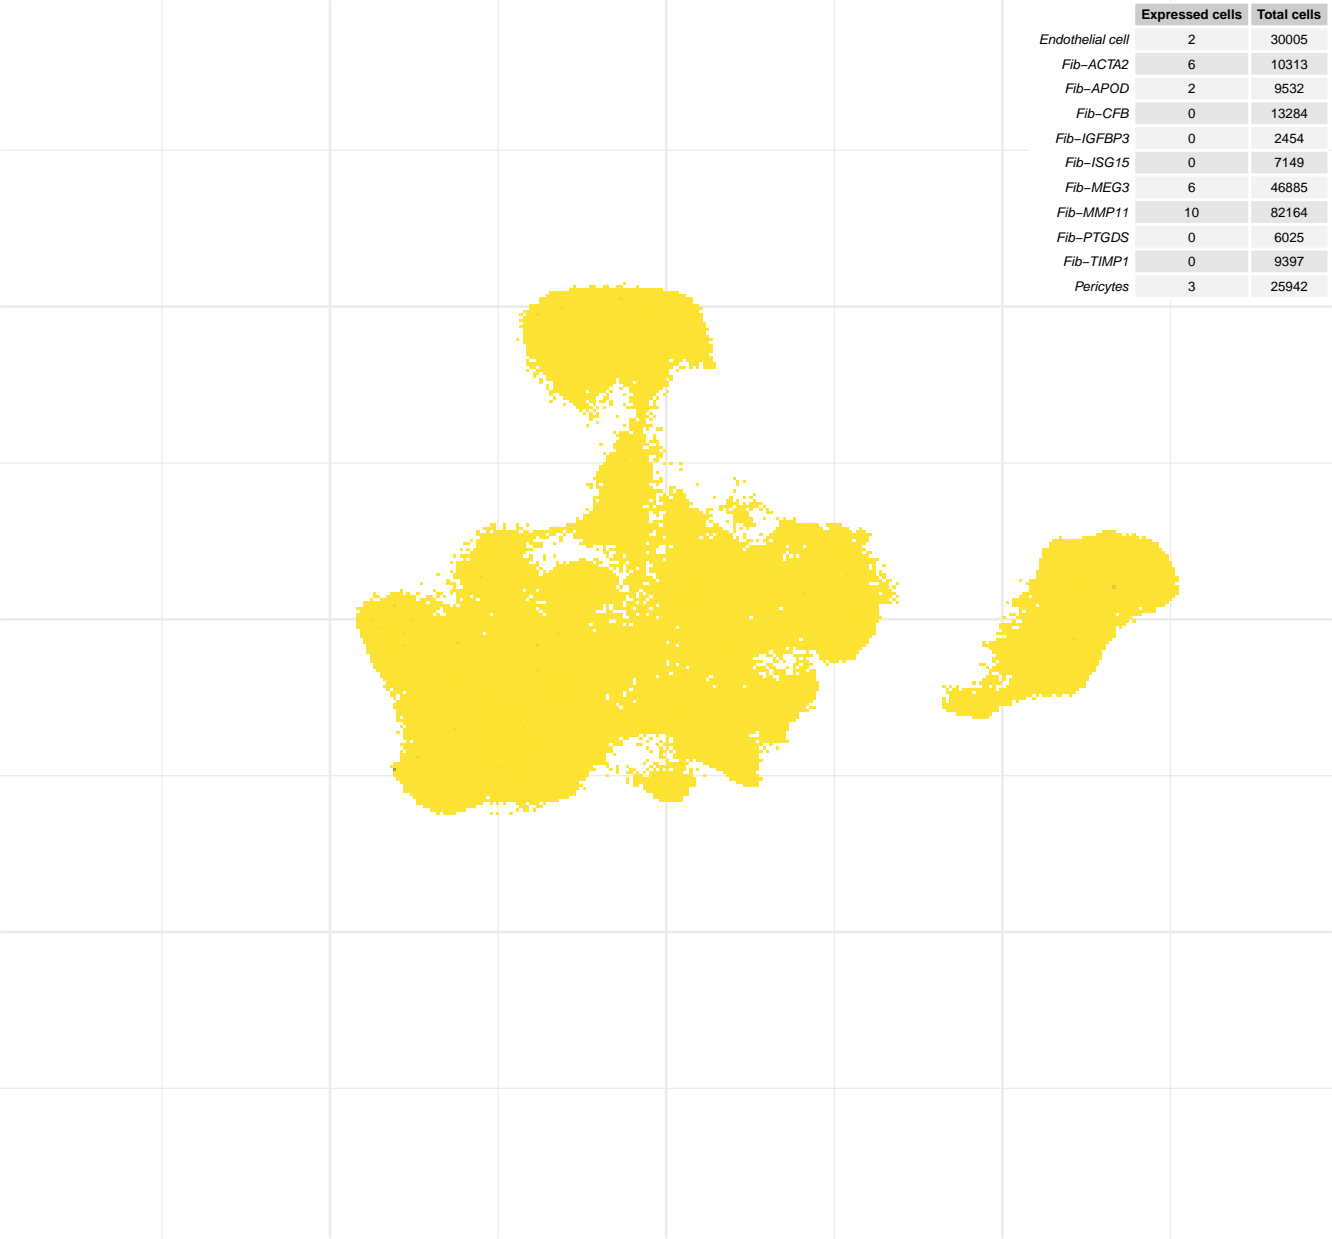 Expressed cells Total cells
Endothelial cell 2 30005
Fib−ACTA2 6 10313
Fib−APOD 2 9532
Fib−CFB 0 13284
Fib−IGFBP3 0 2454
Fib−ISG15 0 7149
Fib−MEG3 6 46885
Fib−MMP11 10 82164
Fib−PTGDS 0 6025
Fib−TIMP1 0 9397
Pericytes 3 25942